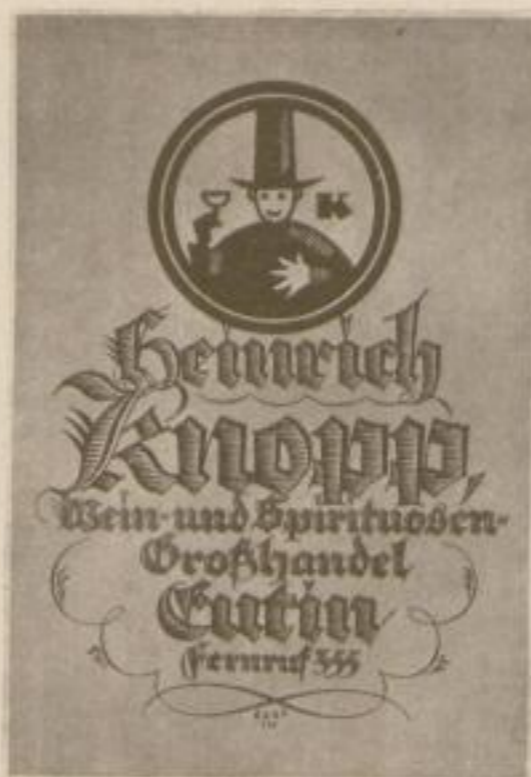 Heinrich
Knopp,
Wein- und Spirituosen-
Großhandel
Eutin
Fernruf 355